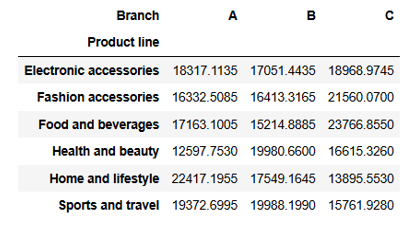 Branch A B C
Product line
Electronic accessories 18317.1135 17051.4435 18968.9745
Fashion accessories 16332.5085 16413.3165 21560.0700
Food and beverages 17163.1005 15214.8885 23766.8550
Health and beauty 12597.7530 19980.6600 16615.3260
Home and lifestyle 22417.1955 17549.1645 13895.5530
Sports and travel 19372.6995 19988.1990 15761.9280